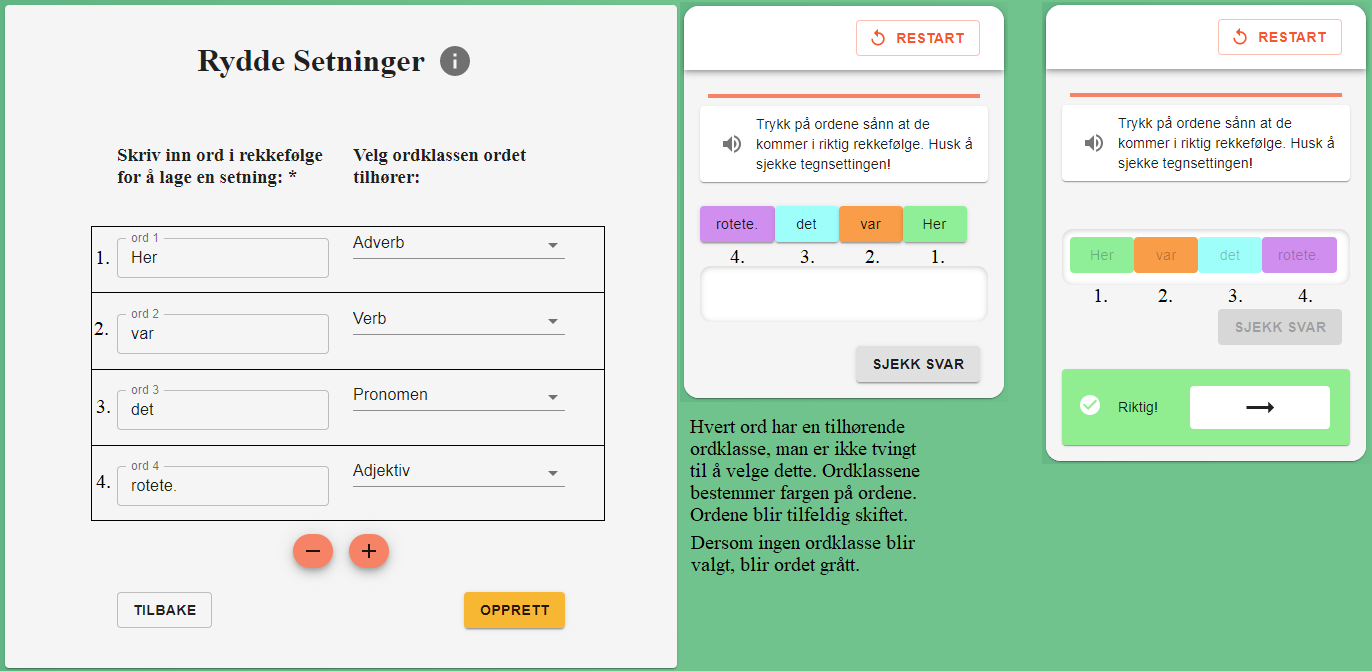 Rydde Setninger i
Skriv inn ord i rekkefølge
for å lage en setning: *
Velg ordklassen ordet
tilhører:
1. ord 1
Her
Adverb
2. ord 2
var
Verb
3. ord 3
det
Pronomen
4. ord 4
rotete.
Adjektiv
− +
TILBAKE
OPPRETT
RESTART
Trykk på ordene sånn at de
kommer i riktig rekkefølge. Husk å
sjekke tegnsettingen!
rotete. det var Her
4. 3. 2. 1.
SJEKK SVAR
Hvert ord har en tilhørende
ordklasse, man er ikke tvingt
til å velge dette. Ordklassene
bestemmer fargen på ordene.
Ordene blir tilfeldig skiftet.
Dersom ingen ordklasse blir
valgt, blir ordet grått.
RESTART
Trykk på ordene sånn at de
kommer i riktig rekkefølge. Husk å
sjekke tegnsettingen!
Her var det rotete.
1. 2. 3. 4.
SJEKK SVAR
Riktig!